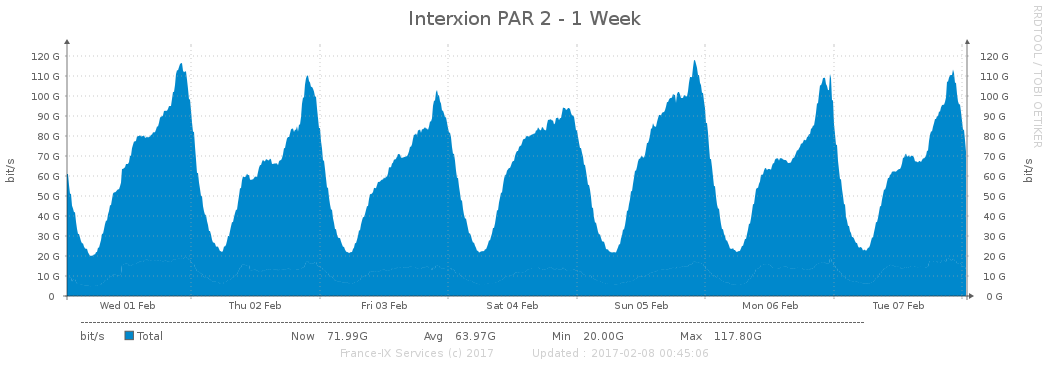 Interxion PAR 2 - 1 Week
RRDTOOL / TOBI OETIKER
bit/s
120 G 120 G
110 G 110 G
100 G 100 G
90 G 90 G
80 G 80 G
70 G 70 G
60 G 60 G
50 G 50 G
40 G 40 G
30 G 30 G
20 G 20 G
10 G 10 G
0 0 G
bit/s
Wed 01 Feb Thu 02 Feb Fri 03 Feb Sat 04 Feb Sun 05 Feb Mon 06 Feb Tue 07 Feb
bit/s Total Now 71.99G Avg 63.97G Min 20.00G Max 117.80G
France-IX Services (c) 2017 Updated : 2017-02-08 00:45:06